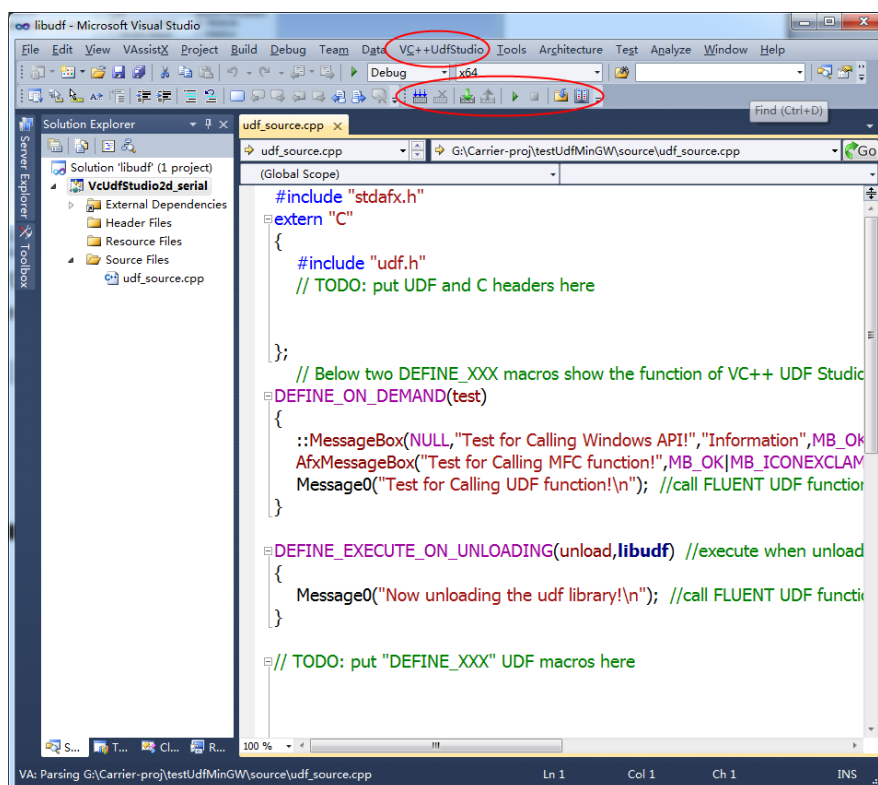 libudf - Microsoft Visual Studio
File Edit View VAssistX Project Build Debug Team Data VC++UdfStudio Tools Architecture Test Analyze Window Help
Debug x64
Find (Ctrl+D)
Solution Explorer
udf_source.cpp
udf_source.cpp G:\Carrier-proj\testUdfMinGW\source\udf_source.cpp Go
(Global Scope)
Server Explorer
Toolbox
Solution 'libudf' (1 project)
VcUdfStudio2d_serial
External Dependencies
Header Files
Resource Files
Source Files
udf_source.cpp
#include "stdafx.h"
extern "C"
{
#include "udf.h"
// TODO: put UDF and C headers here
};
// Below two DEFINE_XXX macros show the function of VC++ UDF Studic
DEFINE_ON_DEMAND(test)
{
::MessageBox(NULL,"Test for Calling Windows API!","Information",MB_OK
AfxMessageBox("Test for Calling MFC function!",MB_OK|MB_ICONEXCLAM
Message0("Test for Calling UDF function!\n"); //call FLUENT UDF function
}
DEFINE_EXECUTE_ON_UNLOADING(unload,libudf) //execute when unload
{
Message0("Now unloading the udf library!\n"); //call FLUENT UDF functi
}
// TODO: put "DEFINE_XXX" UDF macros here
S... T... Cl... R...
100 %
VA: Parsing G:\Carrier-proj\testUdfMinGW\source\udf_source.cpp Ln 1 Col 1 Ch 1 INS